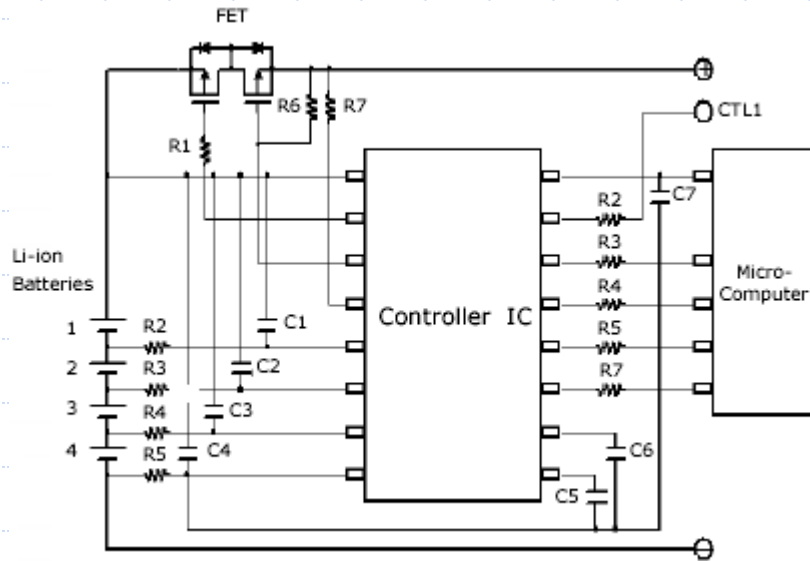 FET
R6
R7
CTL1
R1
C7
R2
R3
Li-ion
Batteries
R4
Micro-
Computer
Controller IC
1
R2
C1
R5
2
R3
C2
R7
3
R4
C3
4
R5
C4
C6
C5